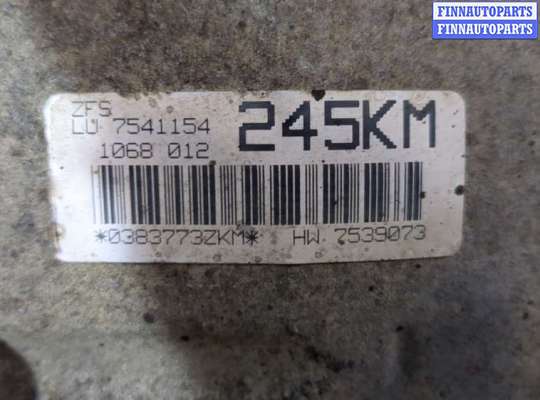 FINNAUTOPARTS
FINNAUTOPARTS
ZFS
LU 7541154
245KM
1068 012
*0383773ZKM* HW 7539073